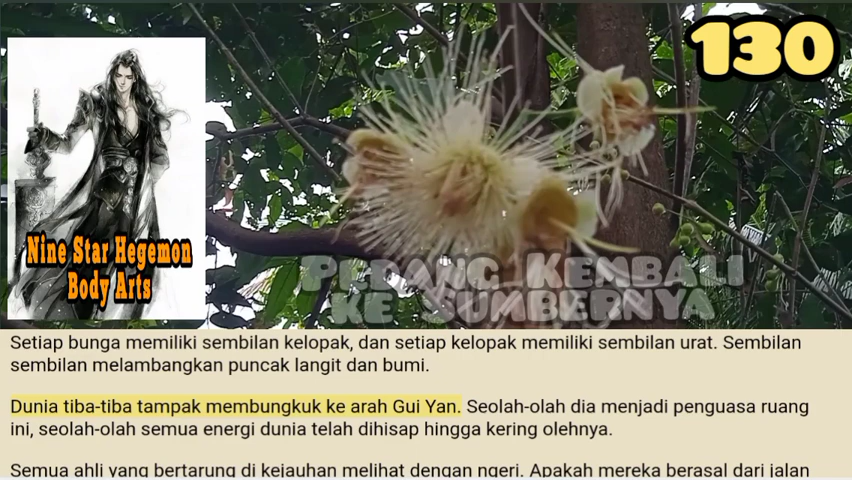 130
Nine Star Hegemon
Body Arts
PEDANG KEMBALI
KE SUMBERNYA
Setiap bunga memiliki sembilan kelopak, dan setiap kelopak memiliki sembilan urat. Sembilan
sembilan melambangkan puncak langit dan bumi.
Dunia tiba-tiba tampak membungkuk ke arah Gui Yan. Seolah-olah dia menjadi penguasa ruang
ini, seolah-olah semua energi dunia telah dihisap hingga kering olehnya.
Semua ahli yang bertarung di kejauhan melihat dengan ngeri. Apakah mereka berasal dari jalan